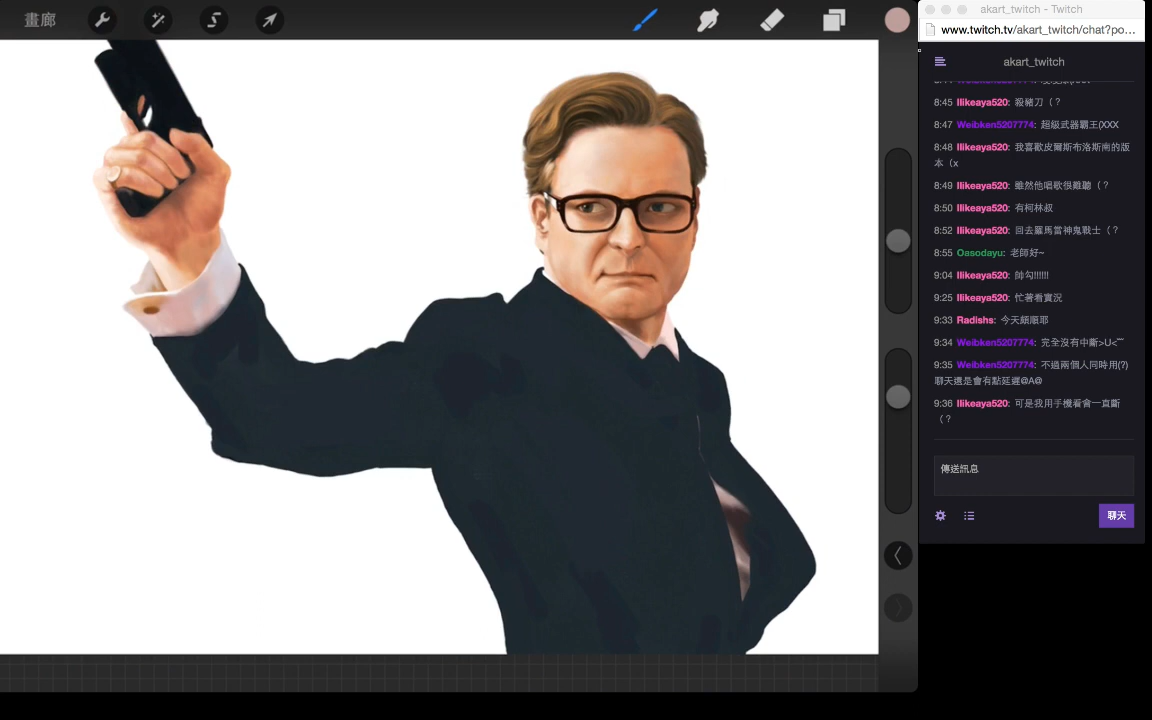 畫廊
akart_twitch - Twitch
www.twitch.tv/akart_twitch/chat?po…
akart_twitch
8:45 Ilikeaya520: 殺豬刀（？
8:47 Weibken5207774: 超級武器霸王(XXX
8:48 Ilikeaya520: 我喜歡皮爾斯布洛斯南的版
本（x
8:49 Ilikeaya520: 雖然他唱歌很難聽（？
8:50 Ilikeaya520: 有柯林叔
8:52 Ilikeaya520: 回去羅馬當神鬼戰士（？
8:55 Oasodayu: 老師好~
9:04 Ilikeaya520: 帥勾!!!!!!
9:25 Ilikeaya520: 忙著看實況
9:33 Radishs: 今天頗順耶
9:34 Weibken5207774: 完全沒有中斷>U<
9:35 Weibken5207774: 不過兩個人同時用(?)
聊天還是會有點延遲@A@
9:36 Ilikeaya520: 可是我用手機看會一直斷
（？
傳送訊息
聊天